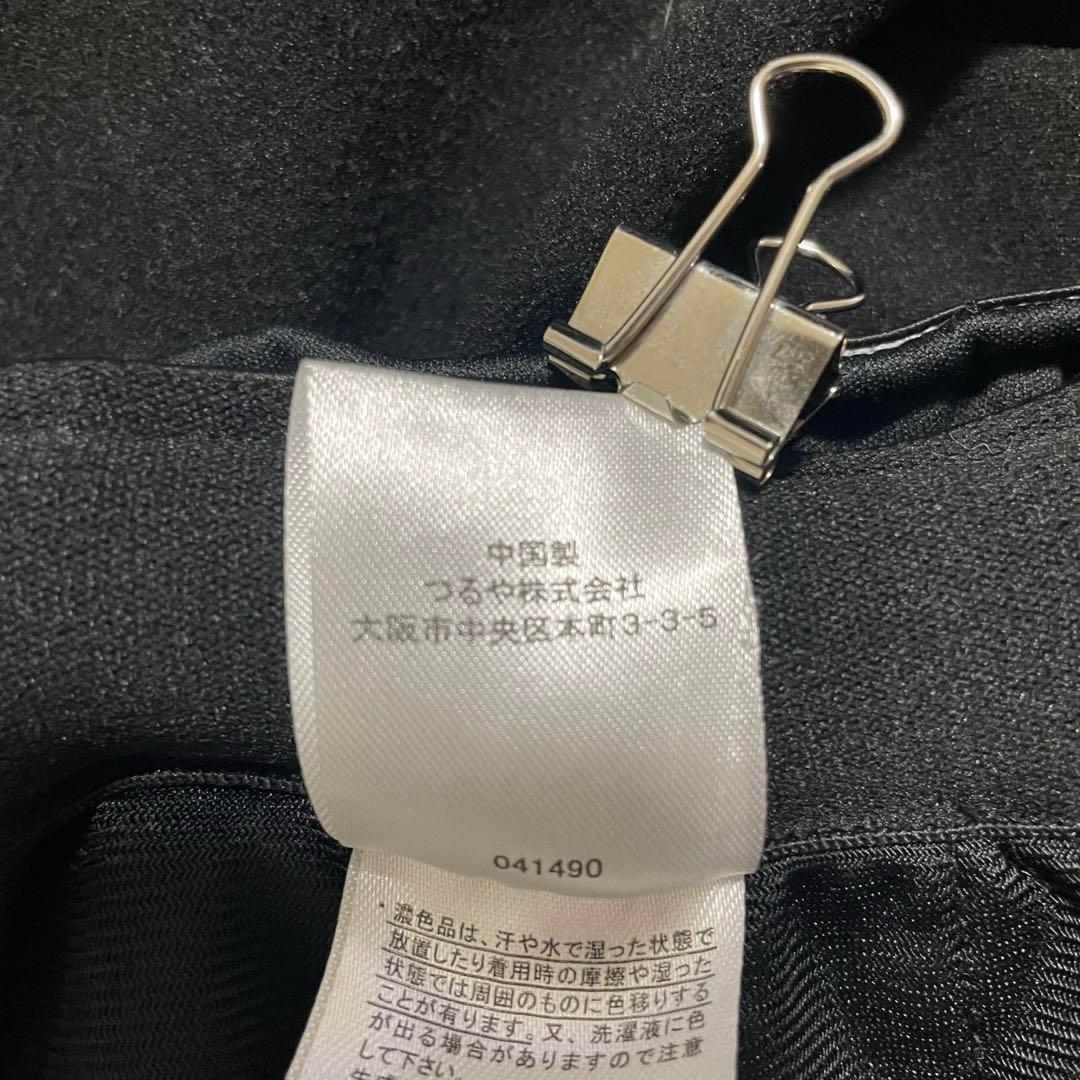 中国製
つるや株式会社
大阪市中央区本町3-3-5
041490
・濃色品は、汗や水で湿った状態で
放置したり着用時の摩擦や湿った
状態では周囲のものに色移りする
ことが有ります。又、洗濯液に色
が出る場合がありますので注意
して下さい。